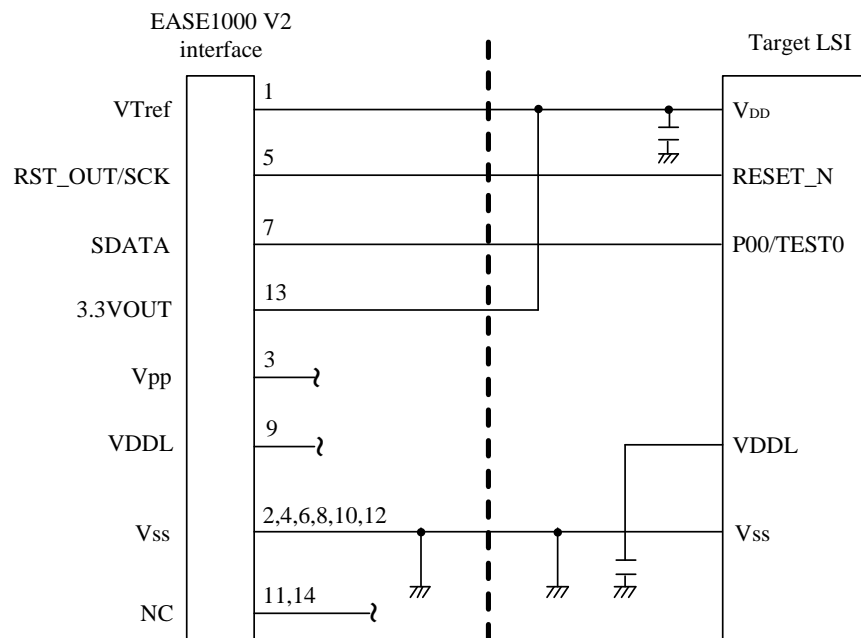 EASE1000 V2
interface
Target LSI
VTref
1
VDD
RST_OUT/SCK
5
RESET_N
SDATA
7
P00/TEST0
3.3VOUT
13
Vpp
3
VDDL
9
VDDL
Vss
2,4,6,8,10,12
Vss
NC
11,14